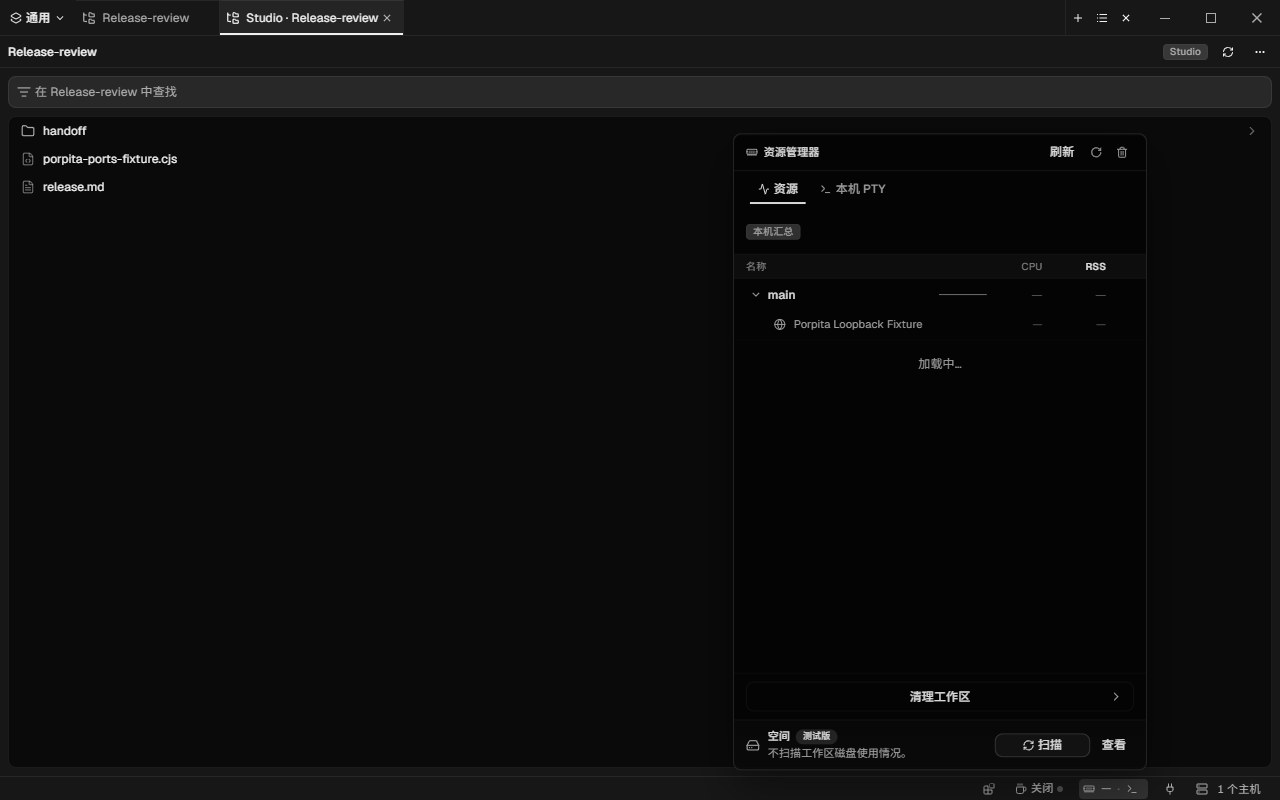 通用
Release-review
Studio · Release-review
Release-review
Studio
在 Release-review 中查找
handoff
porpita-ports-fixture.cjs
release.md
资源管理器
刷新
资源
本机 PTY
本机汇总
名称 CPU RSS
main — —
Porpita Loopback Fixture — —
加载中...
清理工作区
空间 测试版
不扫描工作区磁盘使用情况。
扫描
查看
关闭
— ·
1 个主机